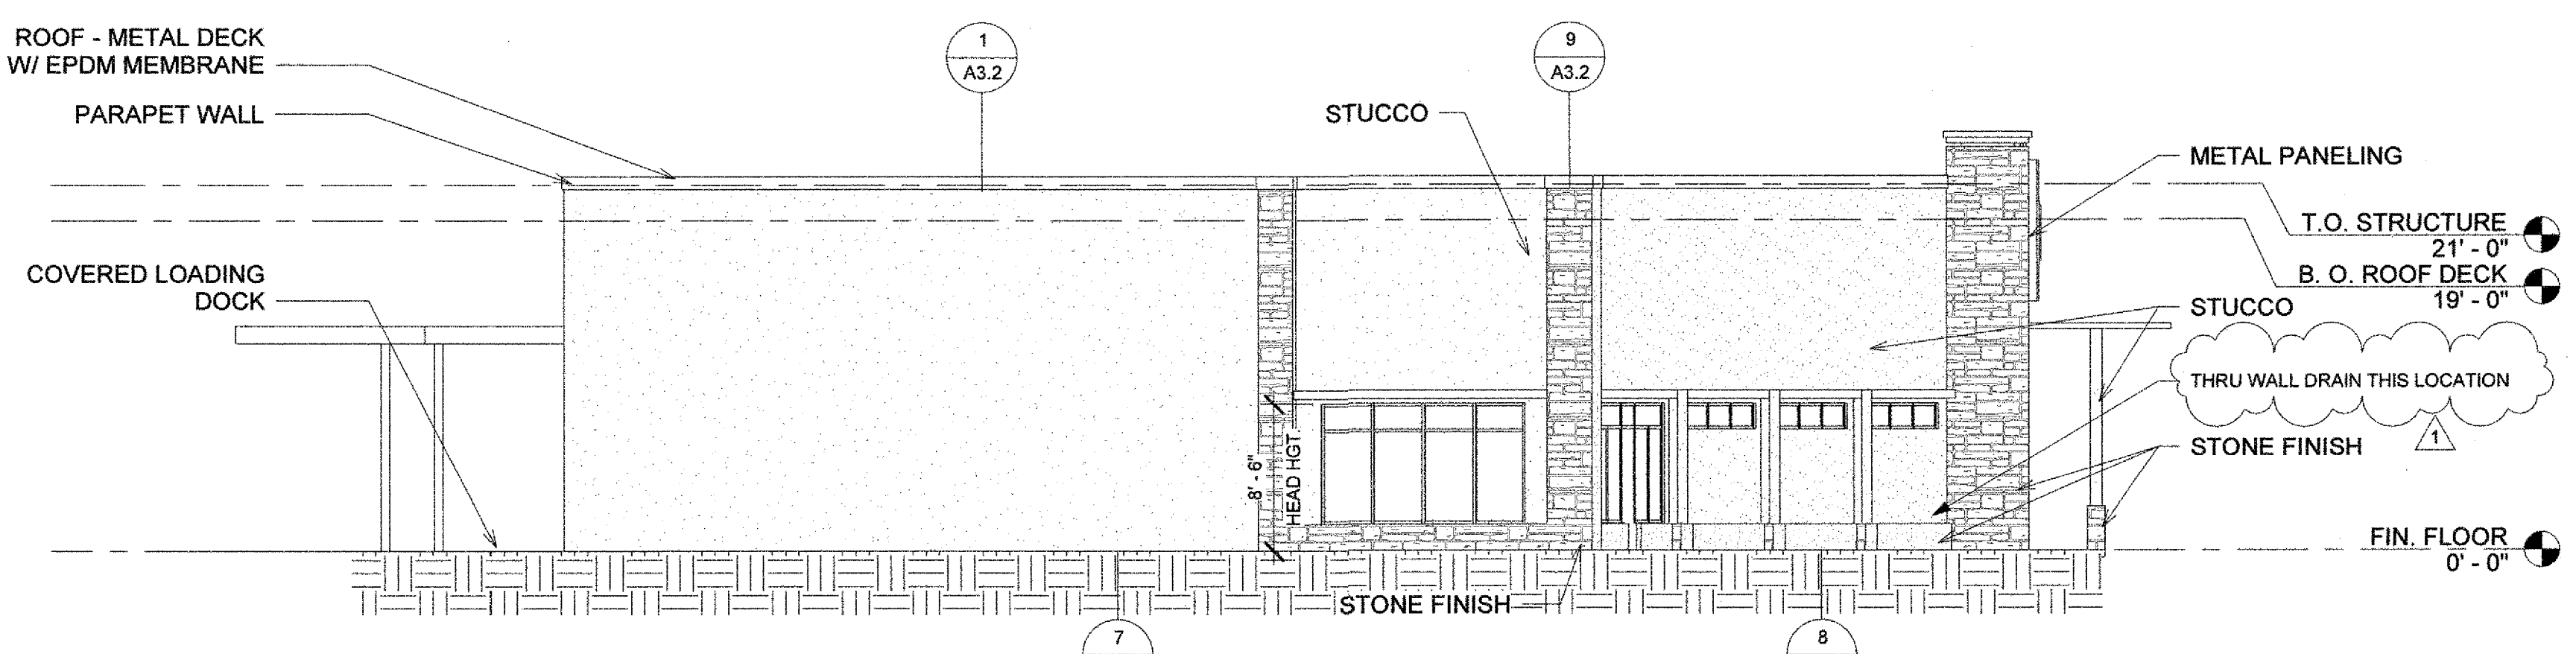 ROOF - METAL DECK
W/ EPDM MEMBRANE
PARAPET WALL
COVERED LOADING
DOCK
1
A3.2
9
A3.2
STUCCO
METAL PANELING
T.O. STRUCTURE
21' - 0"
B. O. ROOF DECK
19' - 0"
STUCCO
THRU WALL DRAIN THIS LOCATION
1
STONE FINISH
FIN. FLOOR
0' - 0"
8' - 6"
HEAD HGT.
STONE FINISH
7
8